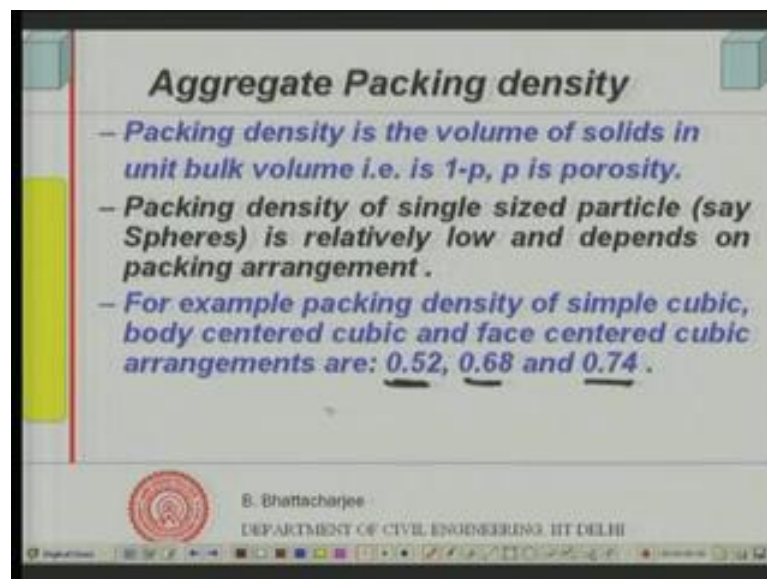 Aggregate Packing density
– Packing density is the volume of solids in
unit bulk volume i.e. is 1-p, p is porosity.
– Packing density of single sized particle (say
Spheres) is relatively low and depends on
packing arrangement .
– For example packing density of simple cubic,
body centered cubic and face centered cubic
arrangements are: 0.52, 0.68 and 0.74 .
B. Bhattacharjee
DEPARTMENT OF CIVIL ENGINEERING, IIT DELHI